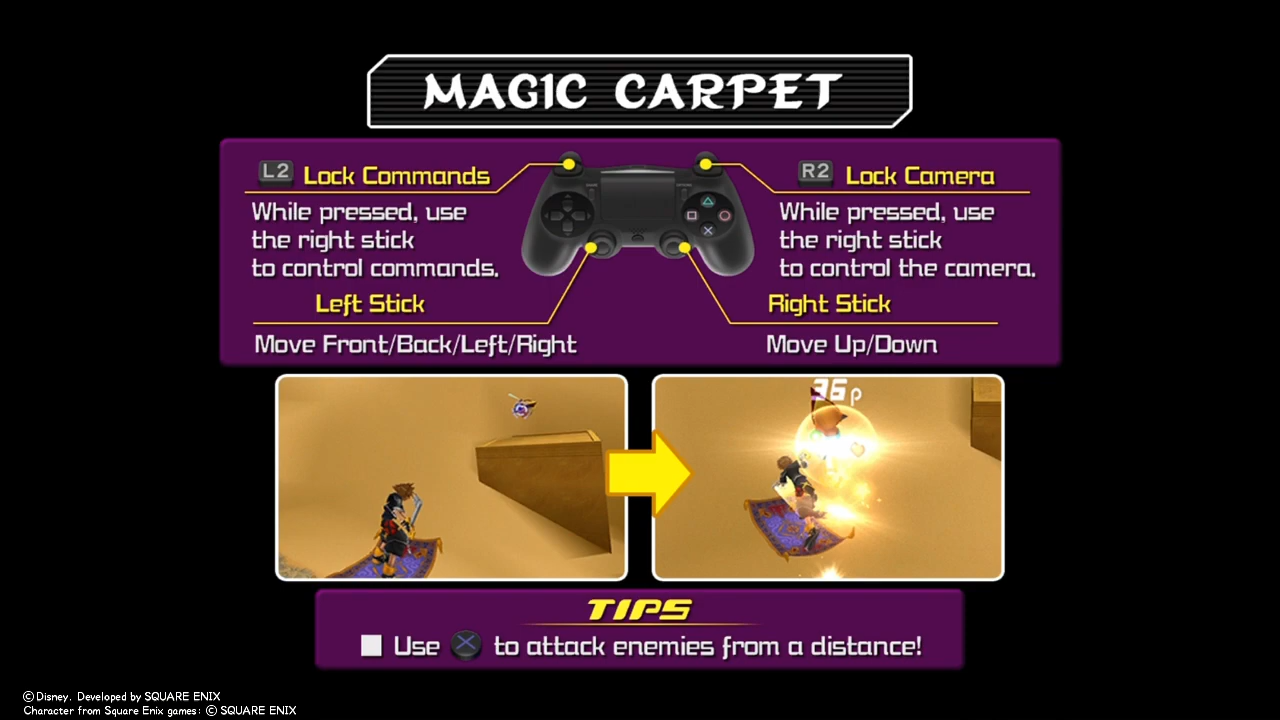 MAGIC CARPET
L2 Lock Commands
While pressed, use
the right stick
to control commands.
R2 Lock Camera
While pressed, use
the right stick
to control the camera.
Left Stick
Move Front/Back/Left/Right
Right Stick
Move Up/Down
36p
TIPS
Use to attack enemies from a distance!
© Disney. Developed by SQUARE ENIX
Character from Square Enix games: © SQUARE ENIX